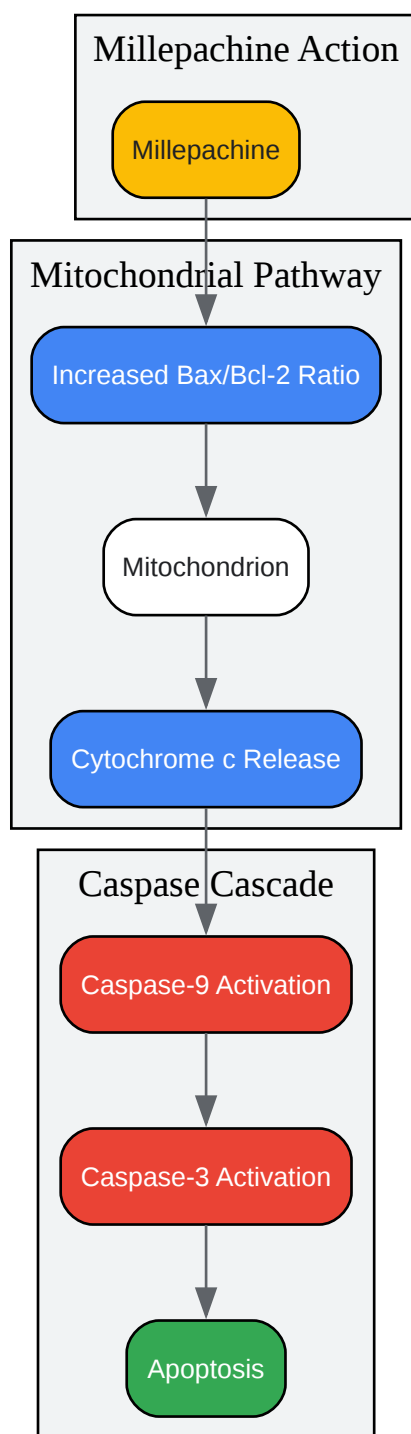 Millepachine Action
Millepachine
Mitochondrial Pathway
Increased Bax/Bcl-2 Ratio
Mitochondrion
Cytochrome c Release
Caspase Cascade
Caspase-9 Activation
Caspase-3 Activation
Apoptosis